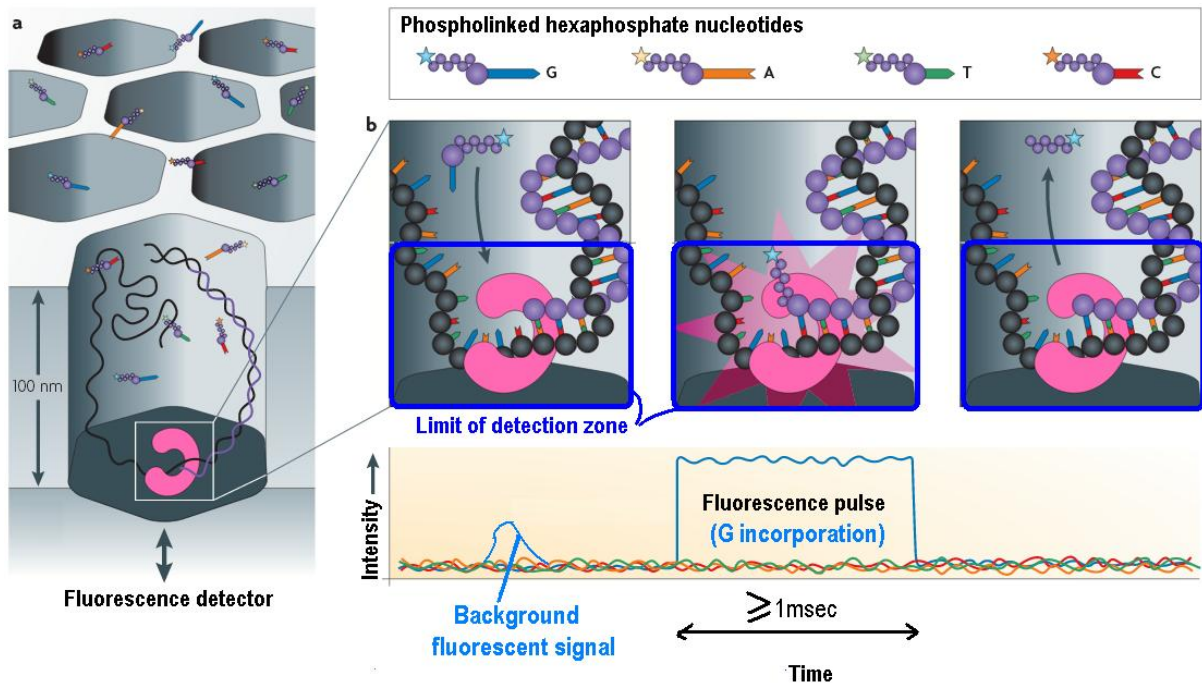 a
100 nm
Fluorescence detector
Phospholinked hexaphosphate nucleotides
G
A
T
C
b
Limit of detection zone
Intensity
Fluorescence pulse
(G incorporation)
Background
fluorescent signal
≥1msec
Time